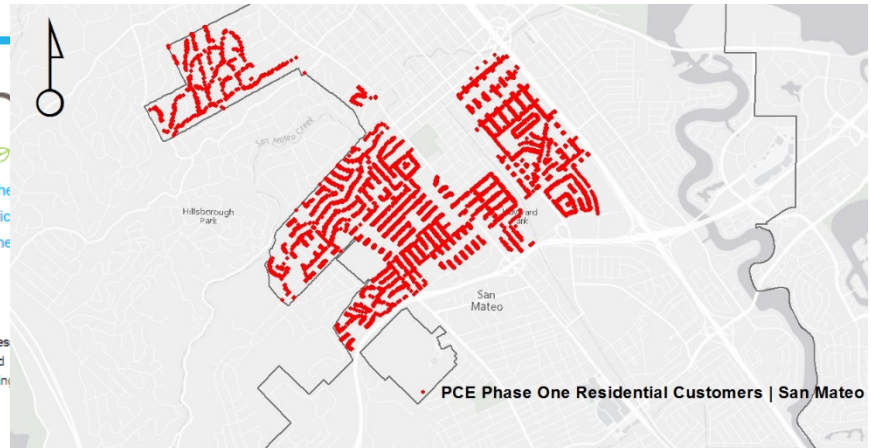 San Mateo Creek
Hillsborough
Park
San
Mateo
PCE Phase One Residential Customers | San Mateo